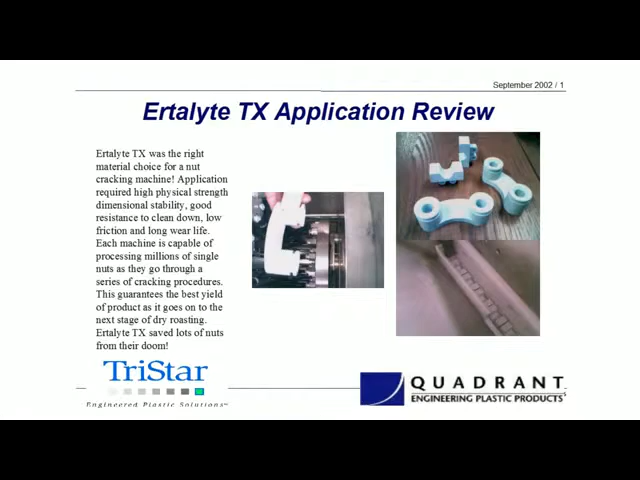 September 2002 / 1
Ertalyte TX Application Review
Ertalyte TX was the right
material choice for a nut
cracking machine! Application
required high physical strength
dimensional stability, good
resistance to clean down, low
friction and long wear life.
Each machine is capable of
processing millions of single
nuts as they go through a
series of cracking procedures.
This guarantees the best yield
of product as it goes on to the
next stage of dry roasting.
Ertalyte TX saved lots of nuts
from their doom!
TriStar
Engineered Plastic Solutions™
QUADRANT
ENGINEERING PLASTIC PRODUCTS